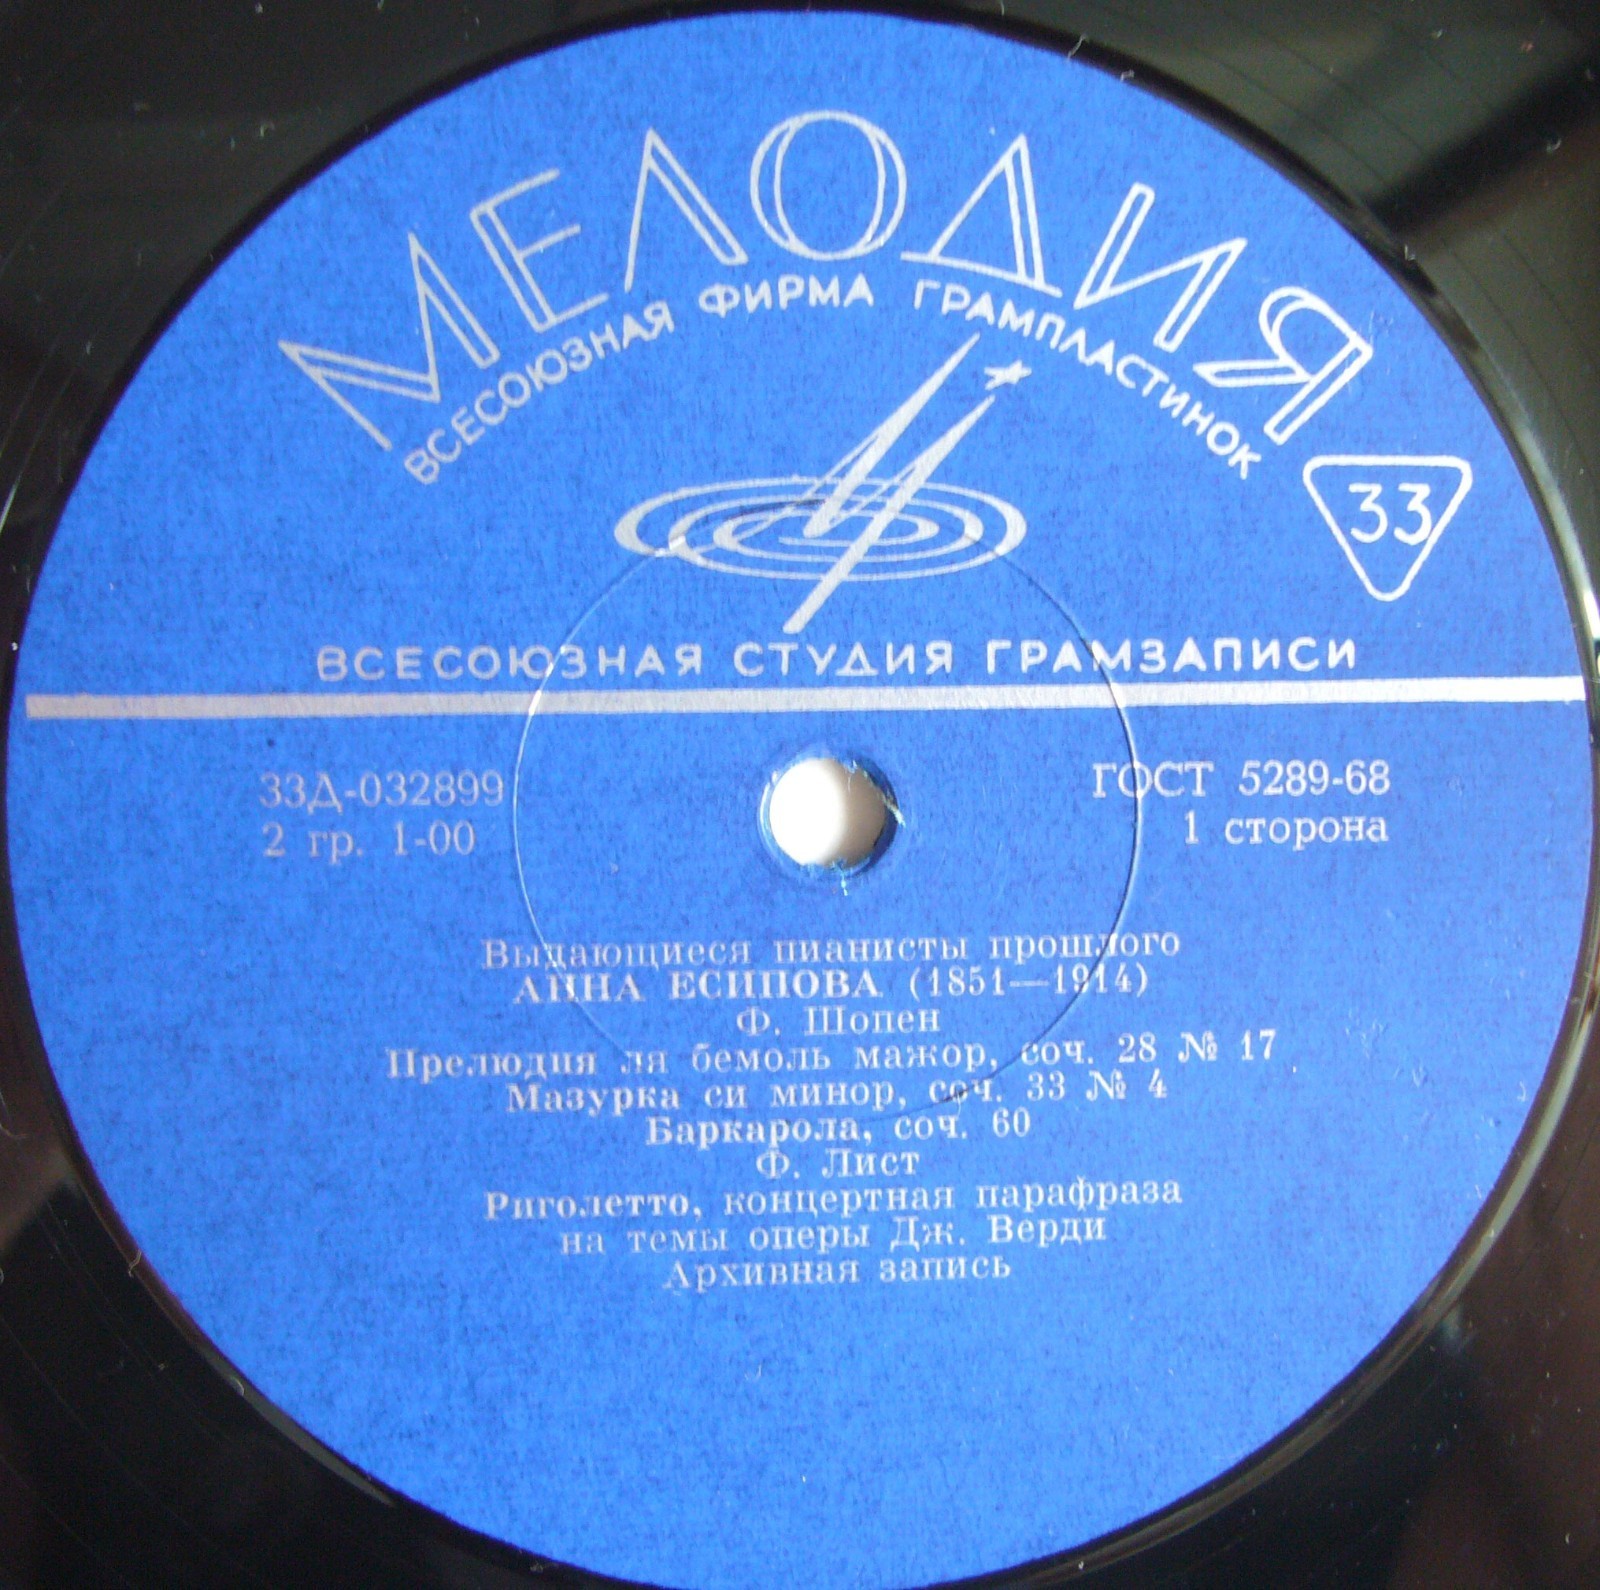 МЕЛОДИЯ
ВСЕСОЮЗНАЯ ФИРМА ГРАМПЛАСТИНОК
33
ВСЕСОЮЗНАЯ СТУДИЯ ГРАМЗАПИСИ
33Д-032899
2 гр. 1-00
ГОСТ 5289-68
1 сторона
Выдающиеся пианисты прошлого
АННА ЕСИПОВА (1851—1914)
Ф. Шопен
Прелюдия ля бемоль мажор, соч. 28 № 17
Мазурка си минор, соч. 33 № 4
Баркарола, соч. 60
Ф. Лист
Риголетто, концертная парафраза
на темы оперы Дж. Верди
Архивная запись